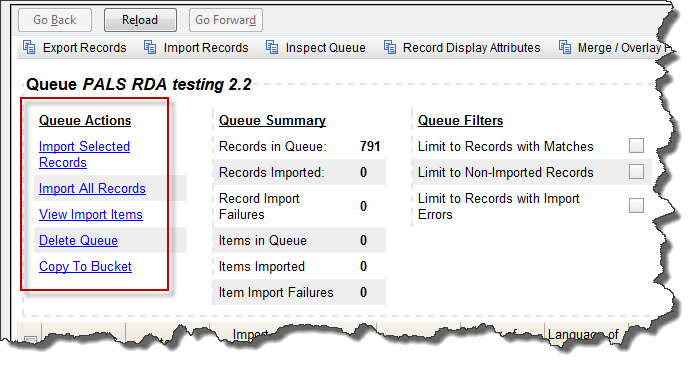 Go Back Reload Go Forward
Export Records Import Records Inspect Queue Record Display Attributes Merge / Overlay
Queue PALS RDA testing 2.2
Queue Actions
Import Selected
Records
Import All Records
View Import Items
Delete Queue
Copy To Bucket
Queue Summary
Records in Queue: 791
Records Imported: 0
Record Import
Failures 0
Items in Queue 0
Items Imported 0
Item Import Failures 0
Queue Filters
Limit to Records with Matches
Limit to Non-Imported Records
Limit to Records with Import
Errors
of Language of